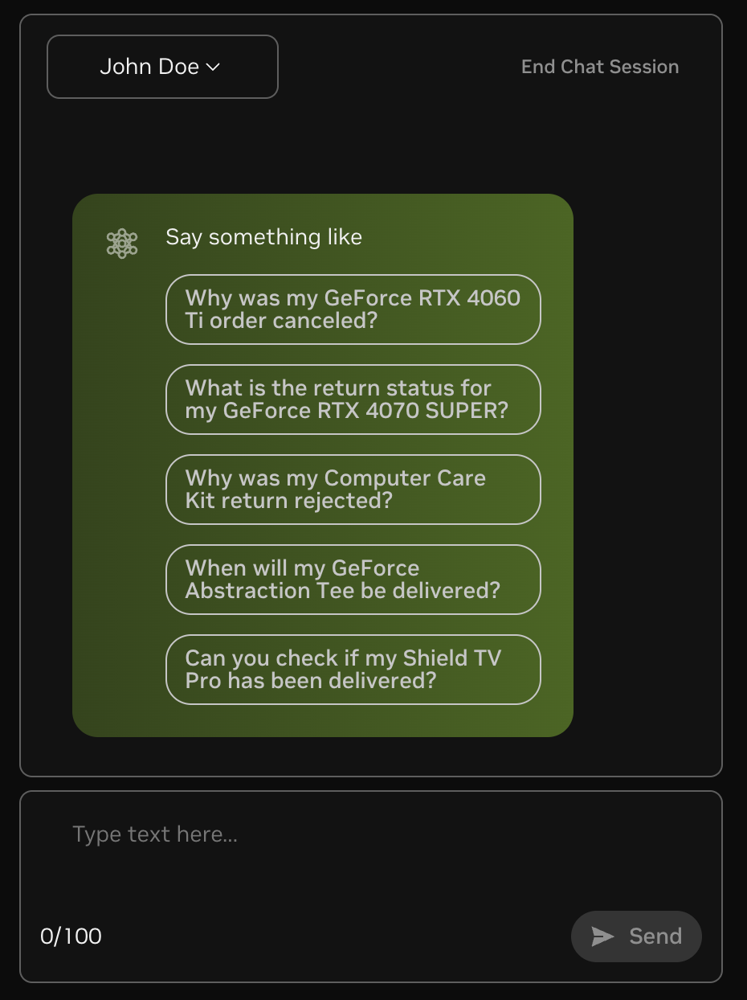 John Doe
End Chat Session
Say something like
Why was my GeForce RTX 4060
Ti order canceled?
What is the return status for
my GeForce RTX 4070 SUPER?
Why was my Computer Care
Kit return rejected?
When will my GeForce
Abstraction Tee be delivered?
Can you check if my Shield TV
Pro has been delivered?
Type text here...
0/100
Send